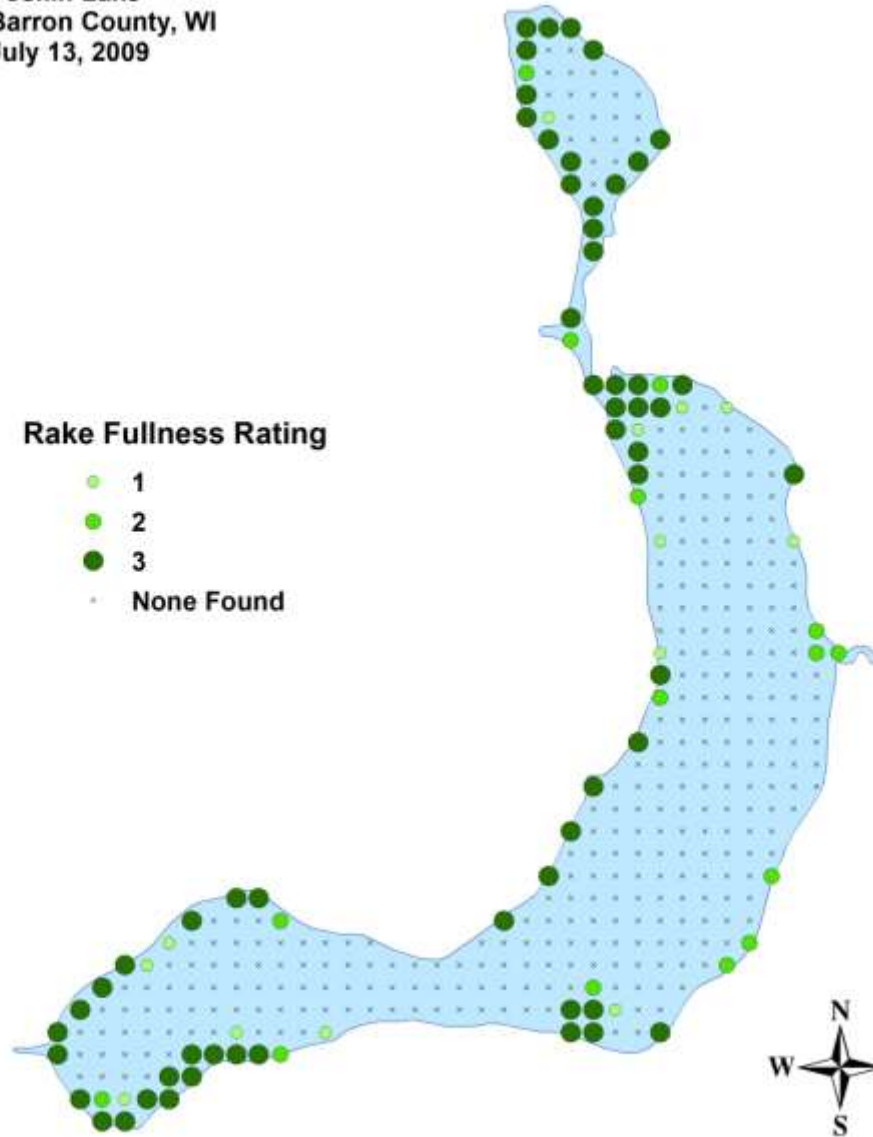 Barron County, WI
July 13, 2009
Rake Fullness Rating
1
2
3
None Found
N
W
S